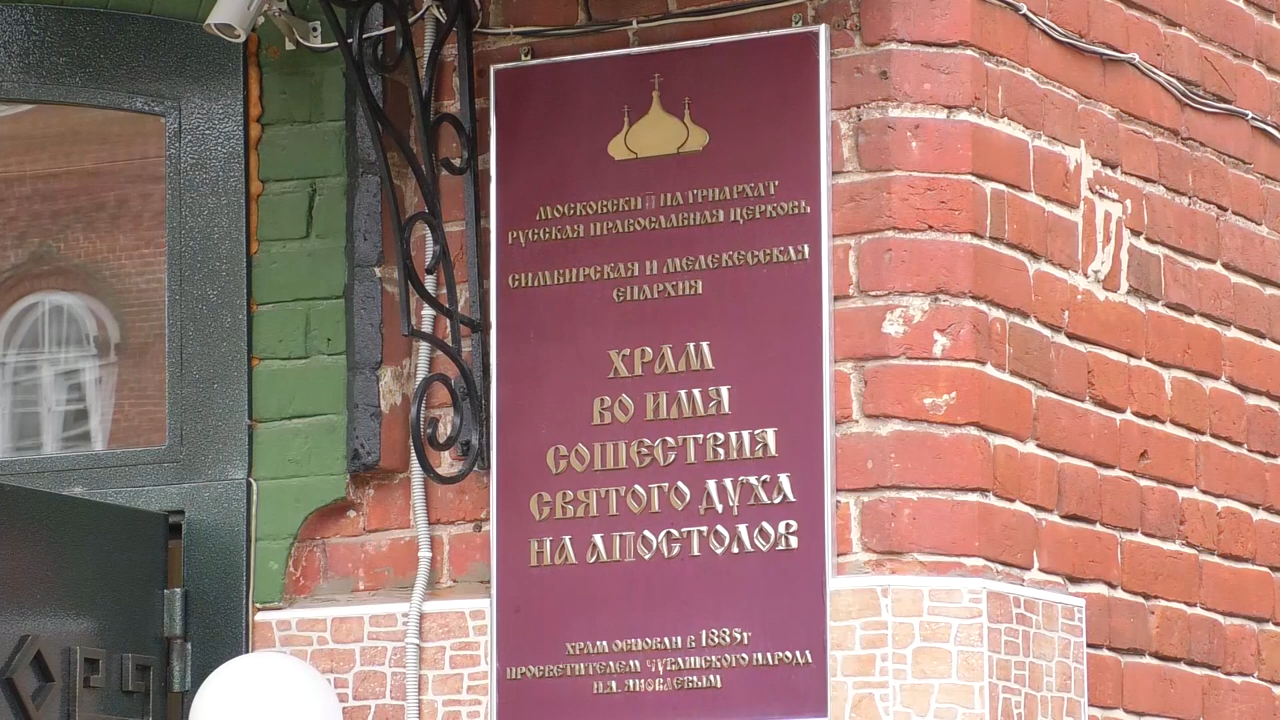 МОСКОВСКИЙ ПАТРИАРХАТ
РУССКАЯ ПРАВОСЛАВНАЯ ЦЕРКОВЬ
СИМБИРСКАЯ И МЕЛЕКЕССКАЯ
ЕПАРХИЯ
ХРАМ
ВО ИМЯ
СОШЕСТВИЯ
СВЯТОГО ДУХА
НА АПОСТОЛОВ
ХРАМ ОСНОВАН В 1885г
ПРОСВЕТИТЕЛЕМ ЧУВАШСКОГО НАРОДА
И.Я. ЯКОВЛЕВЫМ